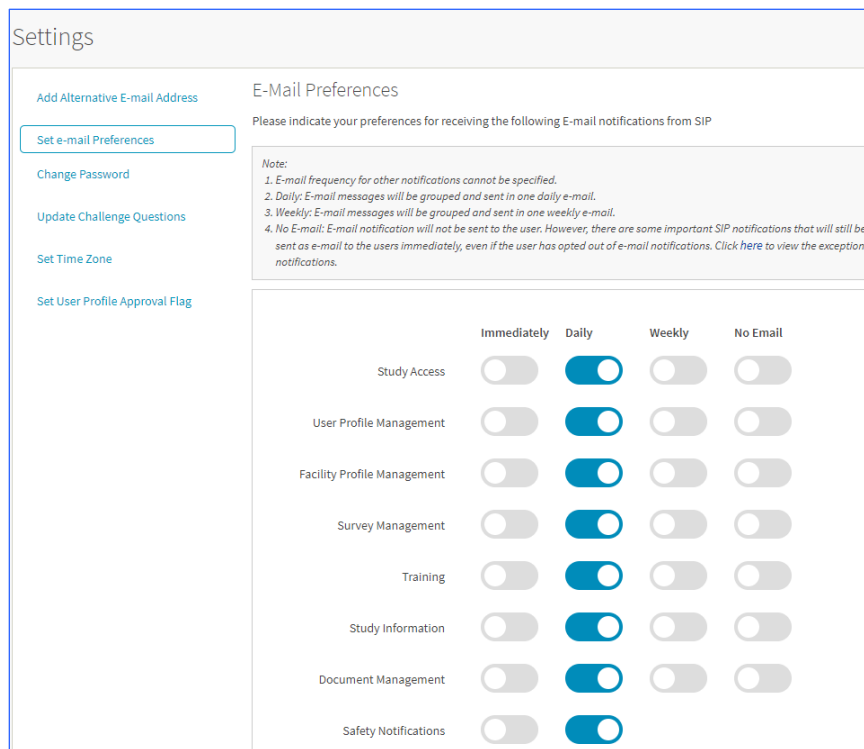 Settings
Add Alternative E-mail Address
Set e-mail Preferences
Change Password
Update Challenge Questions
Set Time Zone
Set User Profile Approval Flag
E-Mail Preferences
Please indicate your preferences for receiving the following E-mail notifications from SIP
Note:
1. E-mail frequency for other notifications cannot be specified.
2. Daily: E-mail messages will be grouped and sent in one daily e-mail.
3. Weekly: E-mail messages will be grouped and sent in one weekly e-mail.
4. No Email: E-mail notification will not be sent to the user. However, there are some important SIP notifications that will still be
sent as e-mail to the users immediately, even if the user has opted out of e-mail notifications. Click here to view the exception
notifications.
Immediately Daily Weekly No Email
Study Access
User Profile Management
Facility Profile Management
Survey Management
Training
Study Information
Document Management
Safety Notifications